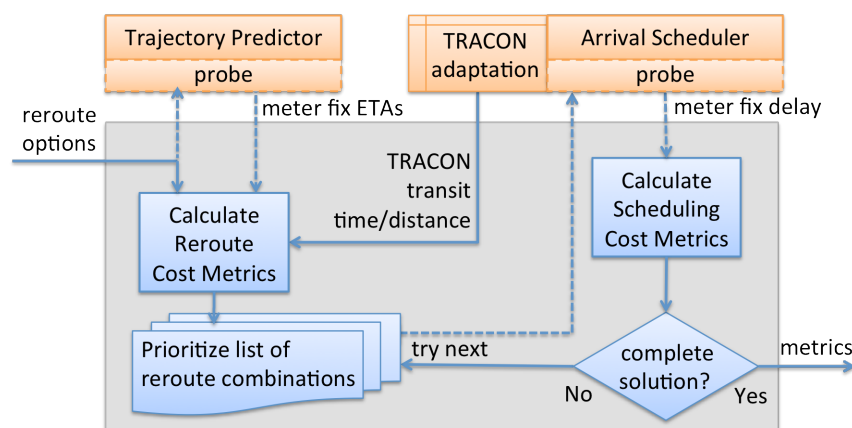 Trajectory Predictor
probe
TRACON
adaptation
Arrival Scheduler
probe
reroute
options
meter fix ETAs
meter fix delay
TRACON
transit
time/distance
Calculate
Reroute
Cost Metrics
Calculate
Scheduling
Cost Metrics
Prioritize list of
reroute combinations
try next
complete
solution?
No
Yes
metrics